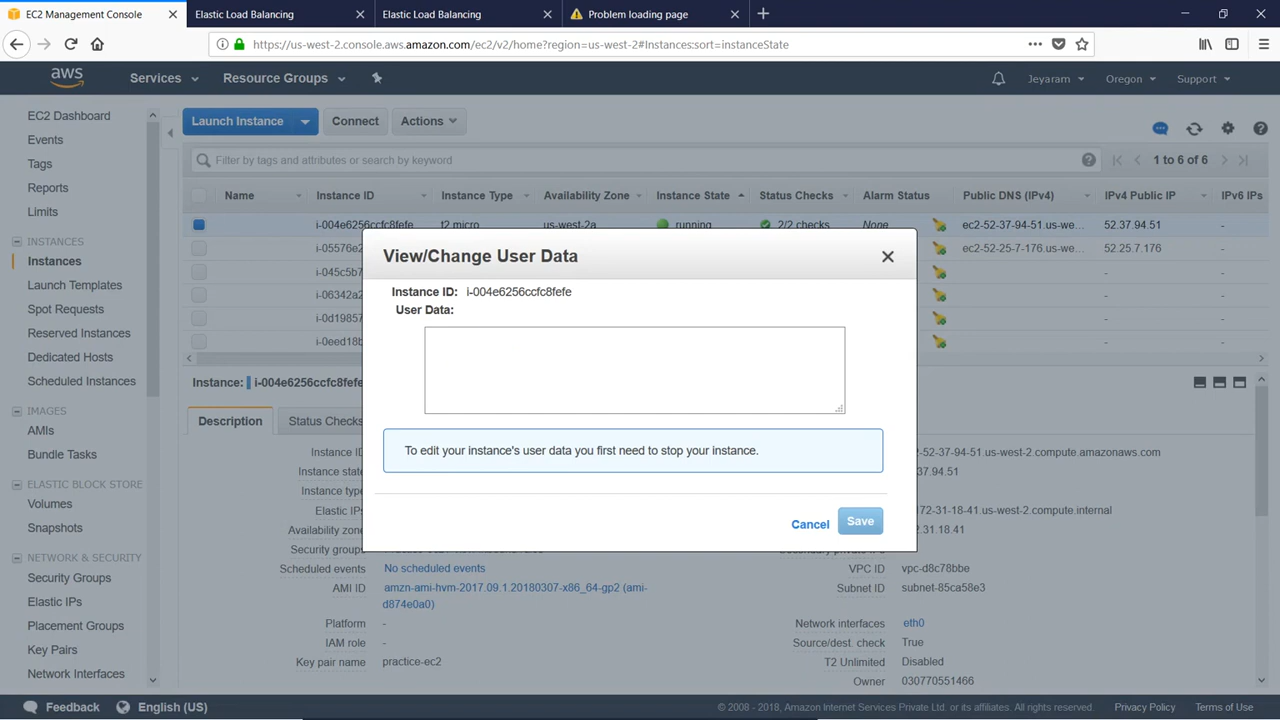 EC2 Management Console
Elastic Load Balancing
Elastic Load Balancing
Problem loading page
https://us-west-2.console.aws.amazon.com/ec2/v2/home?region=us-west-2#Instances:sort=instanceState
aws
Services
Resource Groups
Jeyaram
Oregon
Support
EC2 Dashboard
Events
Tags
Reports
Limits
INSTANCES
Instances
Launch Templates
Spot Requests
Reserved Instances
Dedicated Hosts
Scheduled Instances
IMAGES
AMIs
Bundle Tasks
ELASTIC BLOCK STORE
Volumes
Snapshots
NETWORK & SECURITY
Security Groups
Elastic IPs
Placement Groups
Key Pairs
Network Interfaces
Launch Instance
Connect
Actions
Filter by tags and attributes or search by keyword
1 to 6 of 6
Name Instance ID Instance Type Availability Zone Instance State Status Checks Alarm Status Public DNS (IPv4) IPv4 Public IP IPv6 IPs
i-004e6256ccfc8fefe t2.micro us-west-2a running 2/2 checks ... None ec2-52-37-94-51.us-we... 52.37.94.51 -
i-05576e2 ec2-52-25-7-176.us-we... 52.25.7.176 -
i-045c5b7 - -
i-06342a2 - -
i-0d19857 - -
i-0eed18b - -
View/Change User Data
Instance ID: i-004e6256ccfc8fefe
User Data:
To edit your instance's user data you first need to stop your instance.
Cancel
Save
Instance: i-004e6256ccfc8fefe
Description
Status Checks
Instance ID
Instance state
Instance type
Elastic IPs
Availability zone
Security groups
Scheduled events No scheduled events
AMI ID amzn-ami-hvm-2017.09.1.20180307-x86_64-gp2 (ami-
d874e0a0)
Platform -
IAM role -
Key pair name practice-ec2
-52-37-94-51.us-west-2.compute.amazonaws.com
37.94.51
172-31-18-41.us-west-2.compute.internal
2.31.18.41
VPC ID vpc-d8c78bbe
Subnet ID subnet-85ca58e3
Network interfaces eth0
Source/dest. check True
T2 Unlimited Disabled
Owner 030770551466
Feedback
English (US)
© 2008 - 2018, Amazon Internet Services Private Ltd. or its affiliates. All rights reserved.
Privacy Policy
Terms of Use